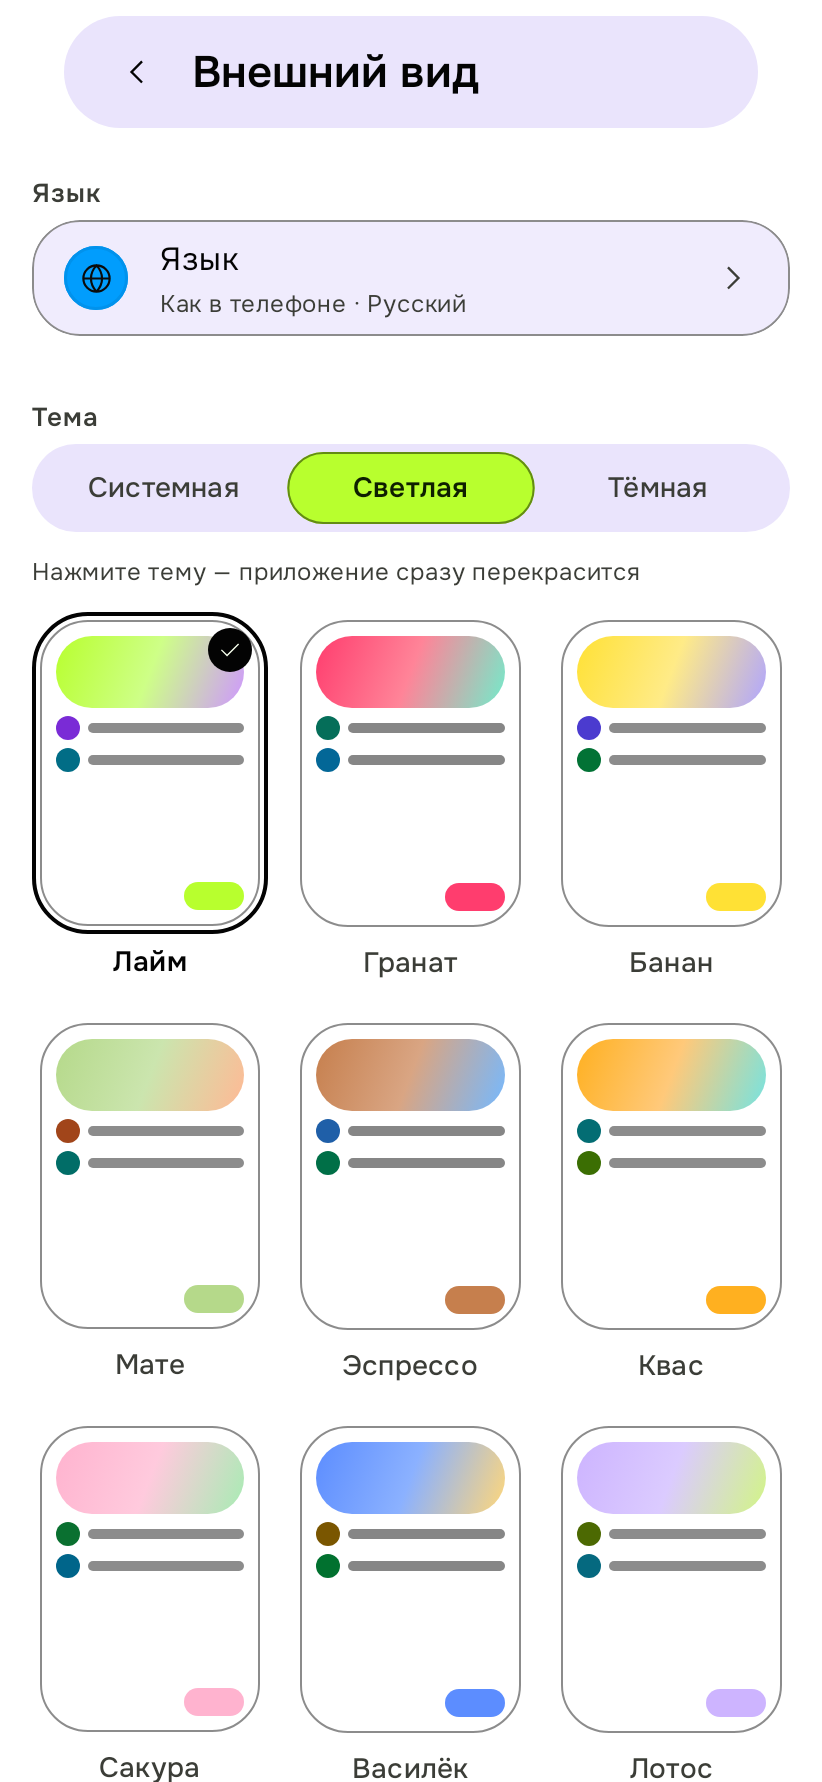 Внешний вид
Язык
Язык
Как в телефоне · Русский
Тема
Системная
Светлая
Тёмная
Нажмите тему — приложение сразу перекрасится
Лайм
Гранат
Банан
Мате
Эспрессо
Квас
Сакура
Василёк
Лотос